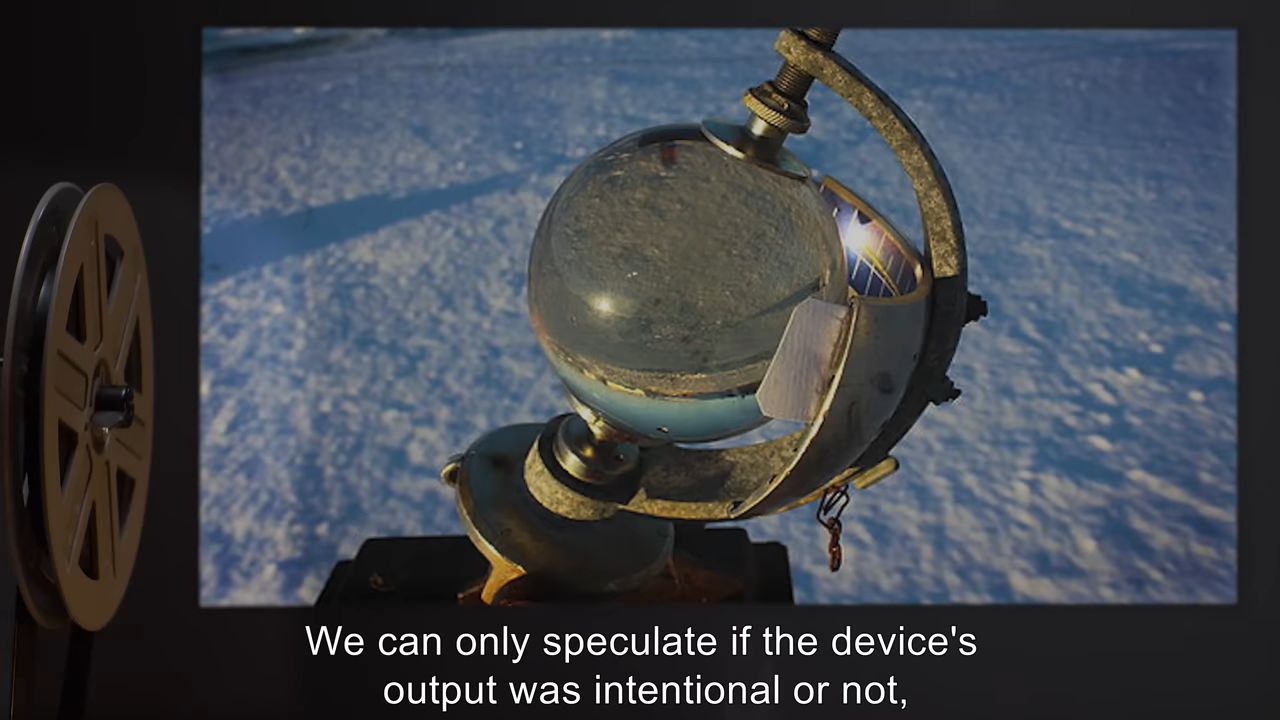 We can only speculate if the device's
output was intentional or not,